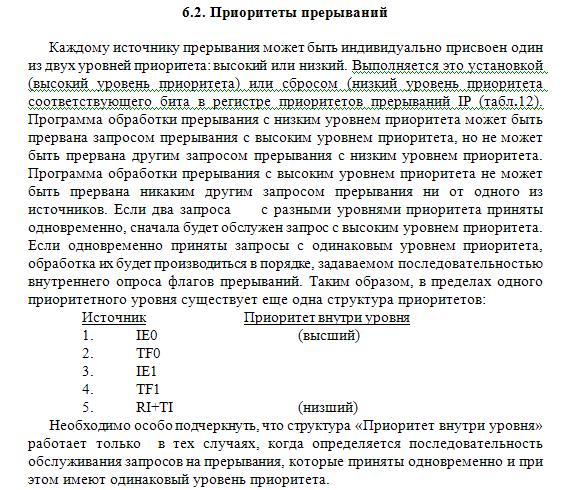 6.2. Приоритеты прерываний
Каждому источнику прерывания может быть индивидуально присвоен один
из двух уровней приоритета: высокий или низкий. Выполняется это установкой
(высокий уровень приоритета) или сбросом (низкий уровень приоритета
соответствующего бита в регистре приоритетов прерываний IP (табл.12).
Программа обработки прерывания с низким уровнем приоритета может быть
прервана запросом прерывания с высоким уровнем приоритета, но не может
быть прервана другим запросом прерывания с низким уровнем приоритета.
Программа обработки прерывания с высоким уровнем приоритета не может
быть прервана никаким другим запросом прерывания ни от одного из
источников. Если два запроса с разными уровнями приоритета приняты
одновременно, сначала будет обслужен запрос с высоким уровнем приоритета.
Если одновременно приняты запросы с одинаковым уровнем приоритета,
обработка их будет производиться в порядке, задаваемом последовательностью
внутреннего опроса флагов прерываний. Таким образом, в пределах одного
приоритетного уровня существует еще одна структура приоритетов:
Источник Приоритет внутри уровня
1. IE0 (высший)
2. TF0
3. IE1
4. TF1
5. RI+TI (низший)
Необходимо особо подчеркнуть, что структура «Приоритет внутри уровня»
работает только в тех случаях, когда определяется последовательность
обслуживания запросов на прерывания, которые приняты одновременно и при
этом имеют одинаковый уровень приоритета.